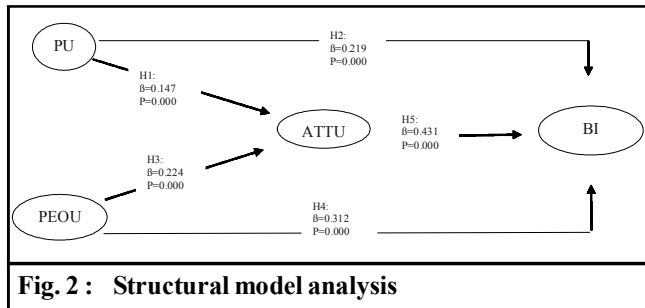 PU
H2:
ß=0.219
P=0.000
H1:
ß=0.147
P=0.000
ATTU
H5:
ß=0.431
P=0.000
BI
H3:
ß=0.224
P=0.000
PEOU
H4:
ß=0.312
P=0.000
Fig. 2 : Structural model analysis